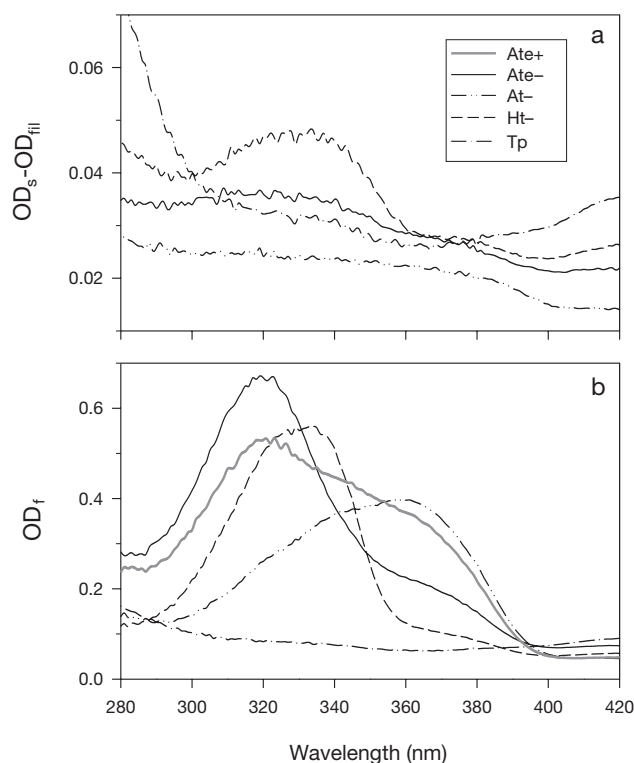 a
Ate+
Ate–
At–
Ht–
Tp
0.06
0.04
0.02
ODs-ODfil
b
0.6
0.4
0.2
0.0
ODf
280 300 320 340 360 380 400 420
Wavelength (nm)